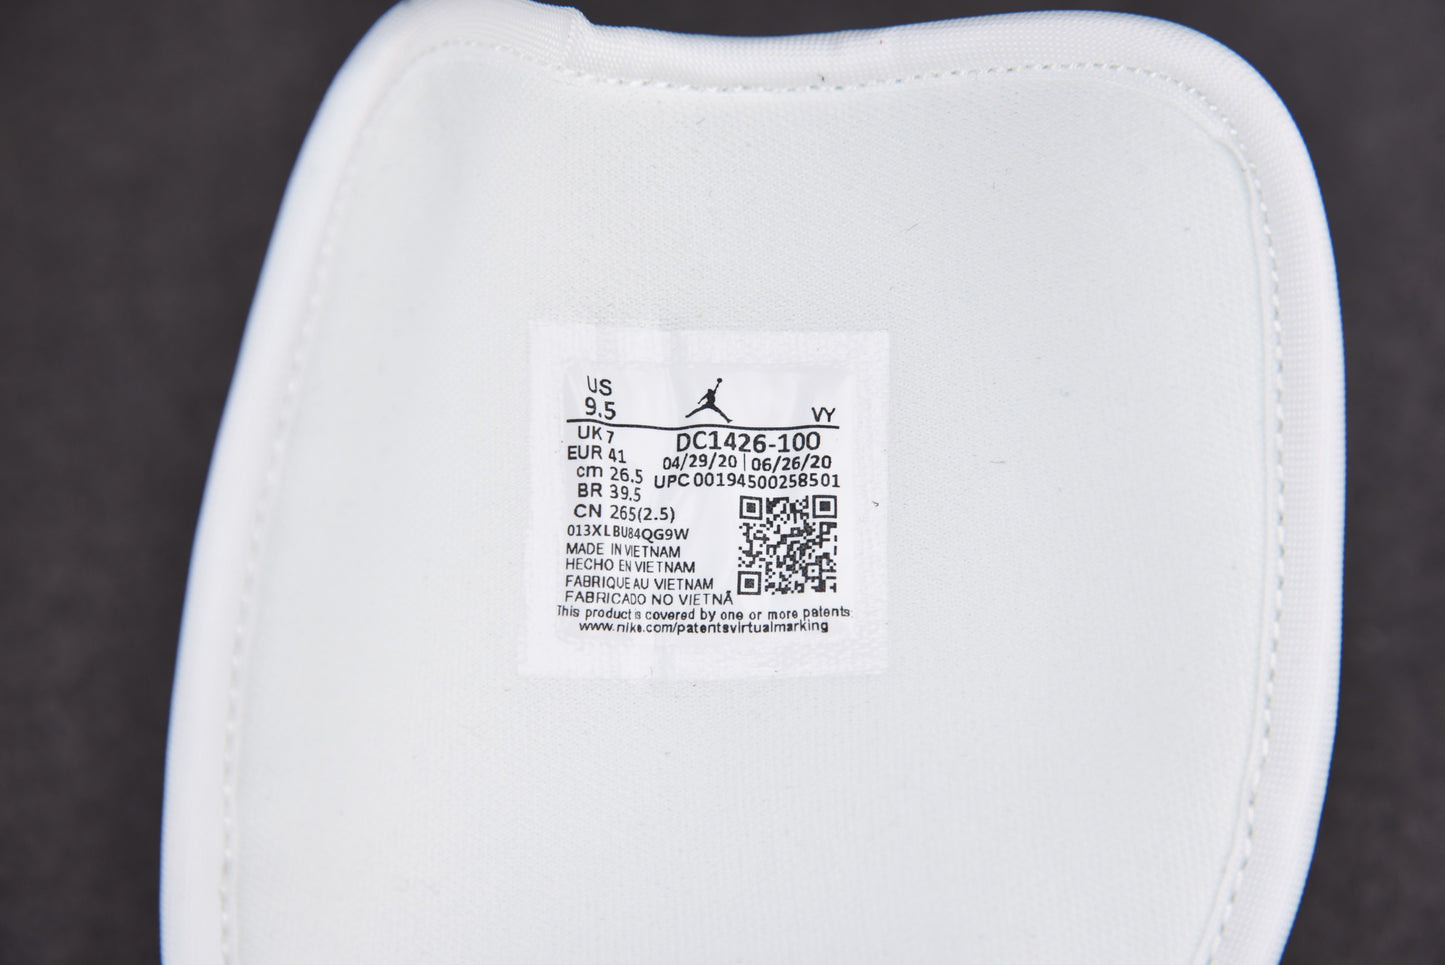 US
9.5
VY
UK 7
DC1426-100
EUR 41
04/29/20 | 06/26/20
cm 26.5
UPC 00194500258501
BR 39.5
CN 265(2.5)
013XLBU84QG9W
MADE IN VIETNAM
HECHO EN VIETNAM
FABRIQUE AU VIETNAM
FABRICADO NO VIETNÃ
This product is covered by one or more patents:
www.nike.com/patentsvirtualmarking